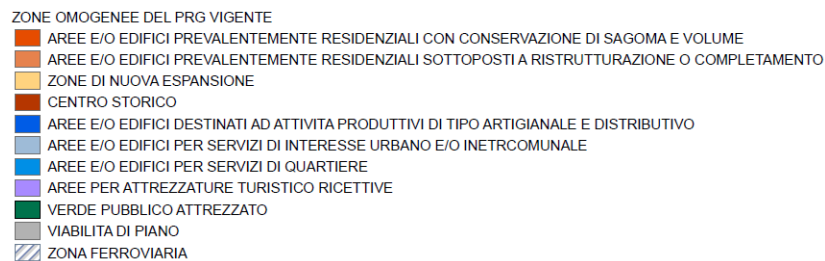 ZONE OMOGENEE DEL PRG VIGENTE
AREE E/O EDIFICI PREVALENTEMENTE RESIDENZIALI CON CONSERVAZIONE DI SAGOMA E VOLUME
AREE E/O EDIFICI PREVALENTEMENTE RESIDENZIALI SOTTOPOSTI A RISTRUTTURAZIONE O COMPLETAMENTO
ZONE DI NUOVA ESPANSIONE
CENTRO STORICO
AREE E/O EDIFICI DESTINATI AD ATTIVITA PRODUTTIVI DI TIPO ARTIGIANALE E DISTRIBUTIVO
AREE E/O EDIFICI PER SERVIZI DI INTERESSE URBANO E/O INETRCOMUNALE
AREE E/O EDIFICI PER SERVIZI DI QUARTIERE
AREE PER ATTREZZATURE TURISTICO RICETTIVE
VERDE PUBBLICO ATTREZZATO
VIABILITA DI PIANO
ZONA FERROVIARIA